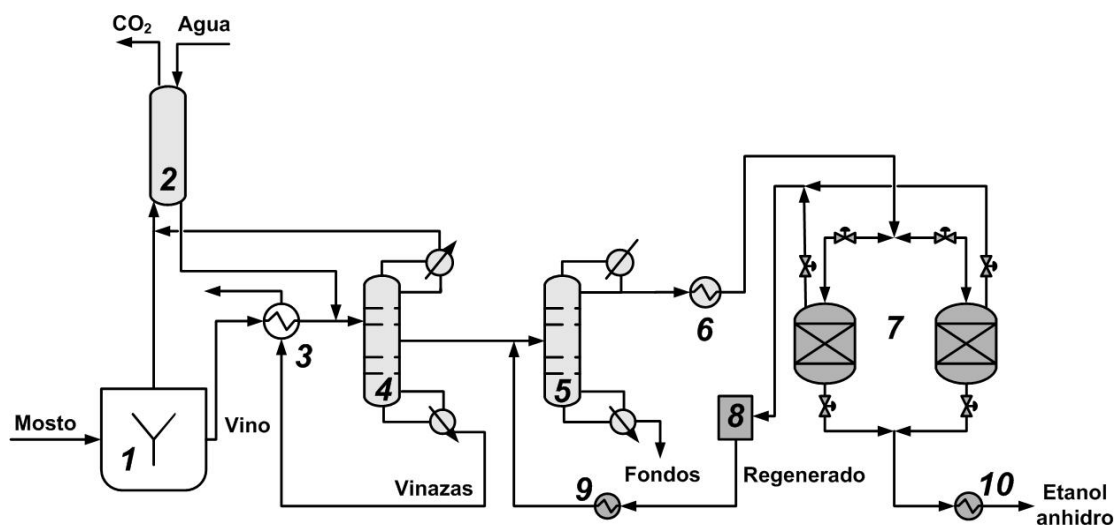 CO₂
Agua
2
3
4
5
6
7
8
9
10
Mosto
1
Vino
Vinazas
Fondos
Regenerado
Etanol
anhidro